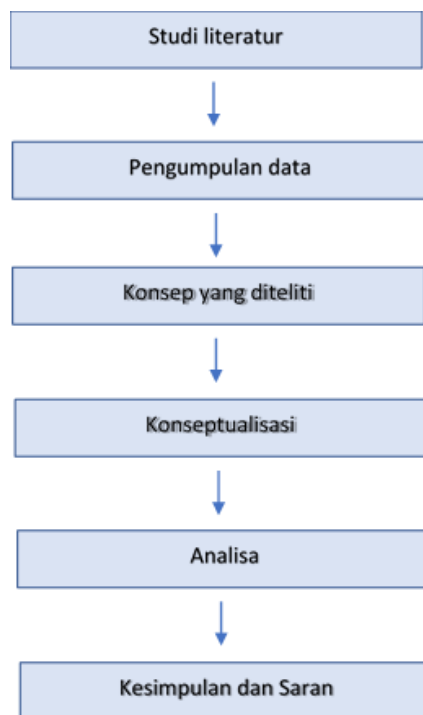 Studi literatur
Pengumpulan data
Konsep yang diteliti
Konseptualisasi
Analisa
Kesimpulan dan Saran